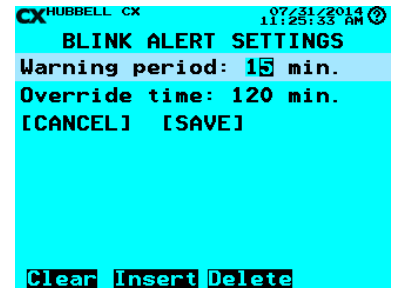 CX HUBBELL CX 07/31/2014 11:25:33 AM ?
BLINK ALERT SETTINGS
Warning period: 15 min.
Override time: 120 min.
[CANCEL] [SAVE]
Clear Insert Delete